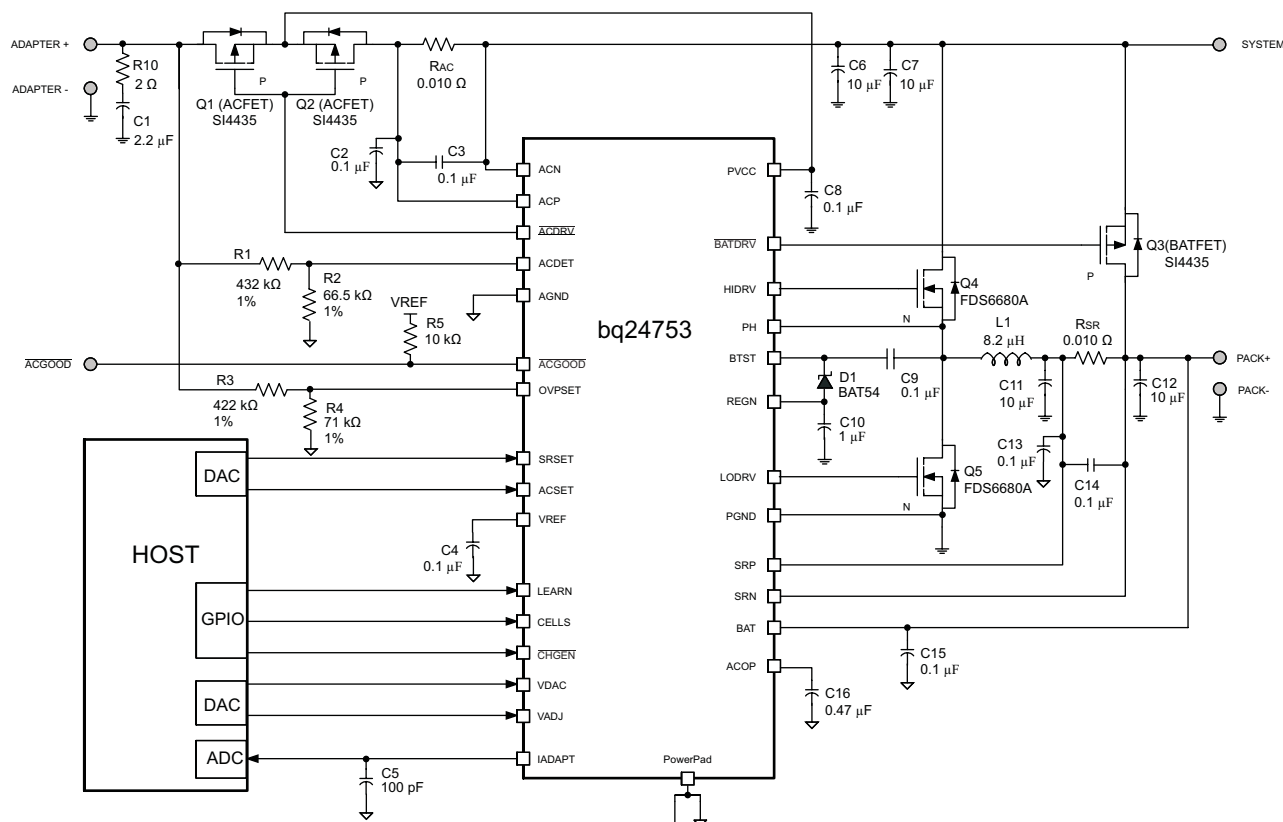 ADAPTER +
R10
2 Ω
ADAPTER -
C1
2.2 µF
P
Q1 (ACFET)
SI4435
P
Q2 (ACFET)
SI4435
RAC
0.010 Ω
C6
10 µF
C7
10 µF
SYSTEM
C2
0.1 µF
C3
0.1 µF
ACN
ACP
ACDRV
ACDET
AGND
ACGOOD
OVPSET
SRSET
ACSET
VREF
LEARN
CELLS
CHGEN
VDAC
VADJ
IADAPT
bq24753
PVCC
BATDRV
HIDRV
PH
BTST
REGN
LODRV
PGND
SRP
SRN
BAT
ACOP
PowerPad
C8
0.1 µF
Q3(BATFET)
SI4435
P
R1
432 kΩ
1%
R2
66.5 kΩ
1%
VREF
R5
10 kΩ
ACGOOD
R3
422 kΩ
1%
R4
71 kΩ
1%
Q4
FDS6680A
N
L1
8.2 µH
RSR
0.010 Ω
D1
BAT54
C9
0.1 µF
C10
1 µF
C11
10 µF
C12
10 µF
PACK+
PACK-
C13
0.1 µF
C14
0.1 µF
Q5
FDS6680A
N
HOST
DAC
GPIO
DAC
ADC
C4
0.1 µF
C5
100 pF
C15
0.1 µF
C16
0.47 µF